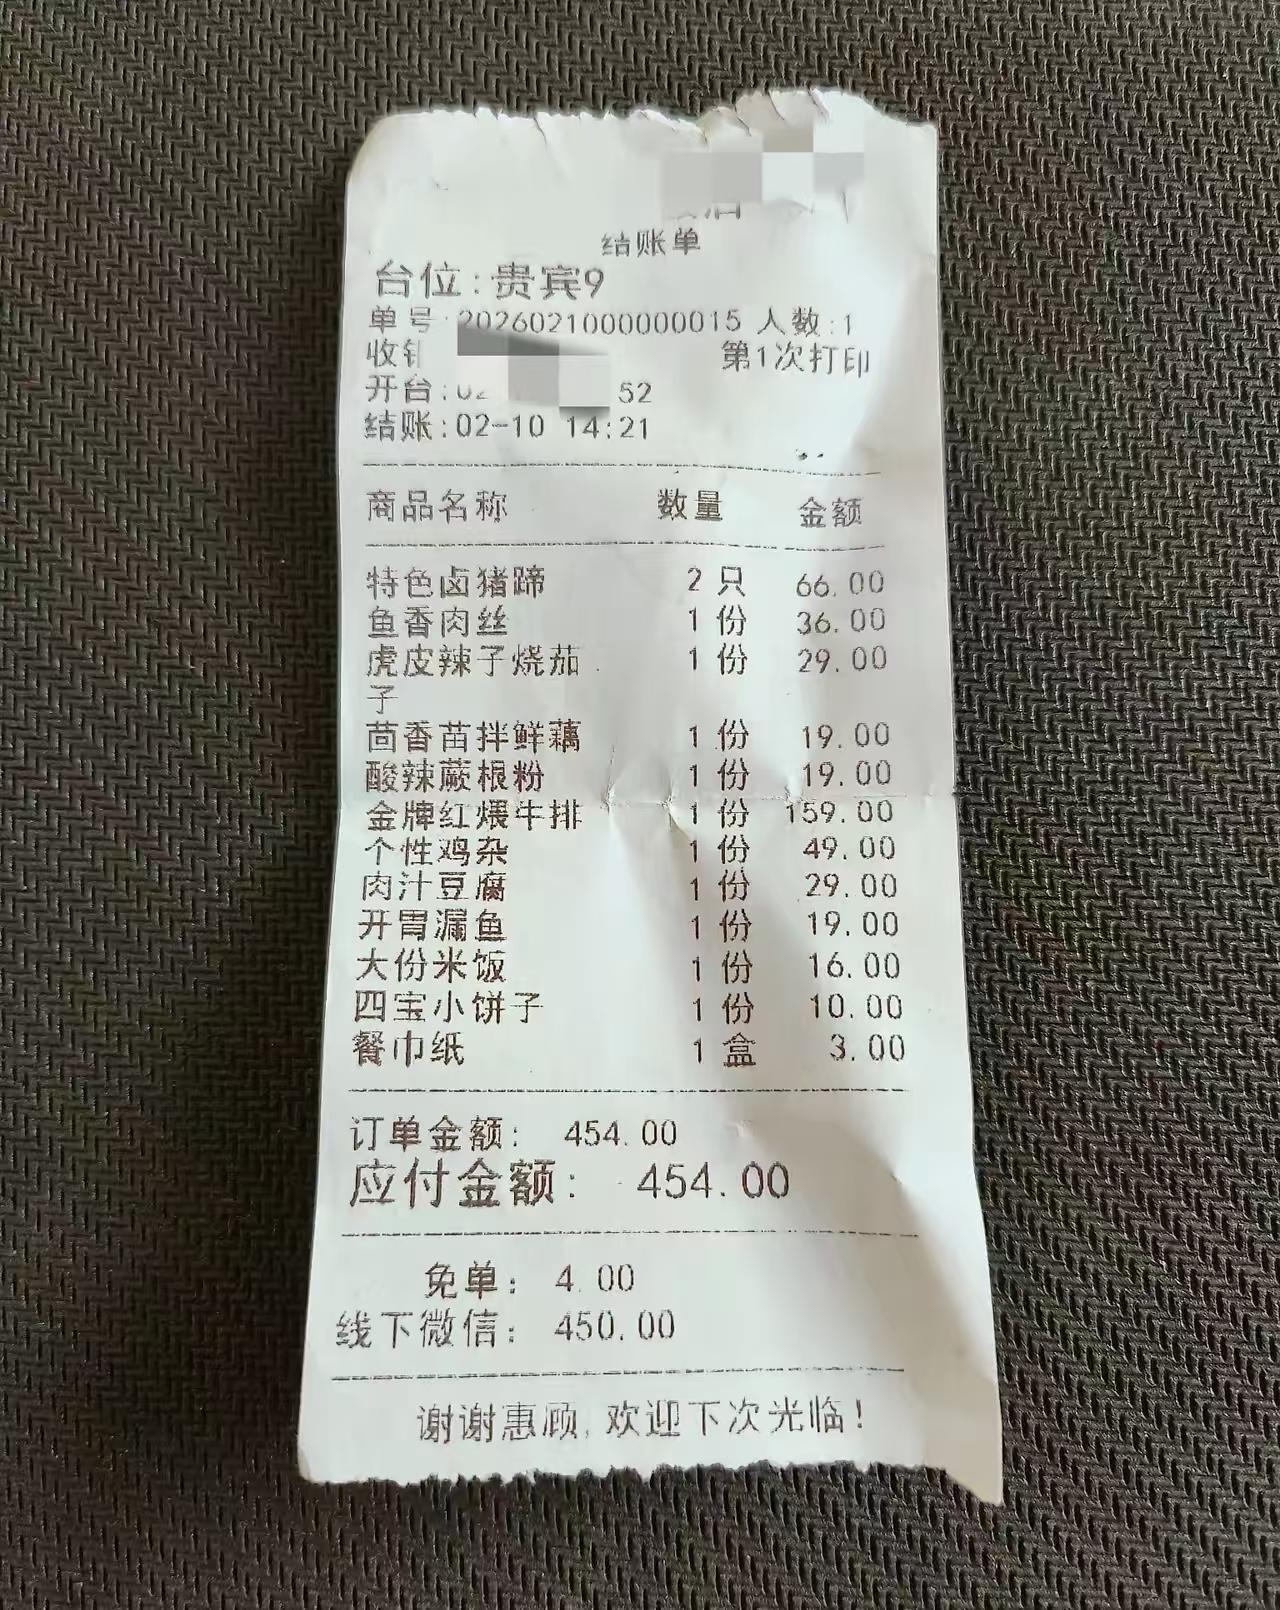 结账单
台位:贵宾9
单号:2026021000000015 人数:1
收 第1次打印
开台: 52
结账:02-10 14:21
商品名称 数量 金额
特色卤猪蹄 2 只 66.00
鱼香肉丝 1 份 36.00
虎皮辣子烧茄 1 份 29.00
子
茴香苗拌鲜藕 1 份 19.00
酸辣蕨根粉 1 份 19.00
金牌红煨牛排 1 份 159.00
个性鸡杂 1 份 49.00
肉汁豆腐 1 份 29.00
开胃漏鱼 1 份 19.00
大份米饭 1 份 16.00
四宝小饼子 1 份 10.00
餐巾纸 1 盒 3.00
订单金额: 454.00
应付金额: 454.00
免单: 4.00
线下微信: 450.00
谢谢惠顾,欢迎下次光临!